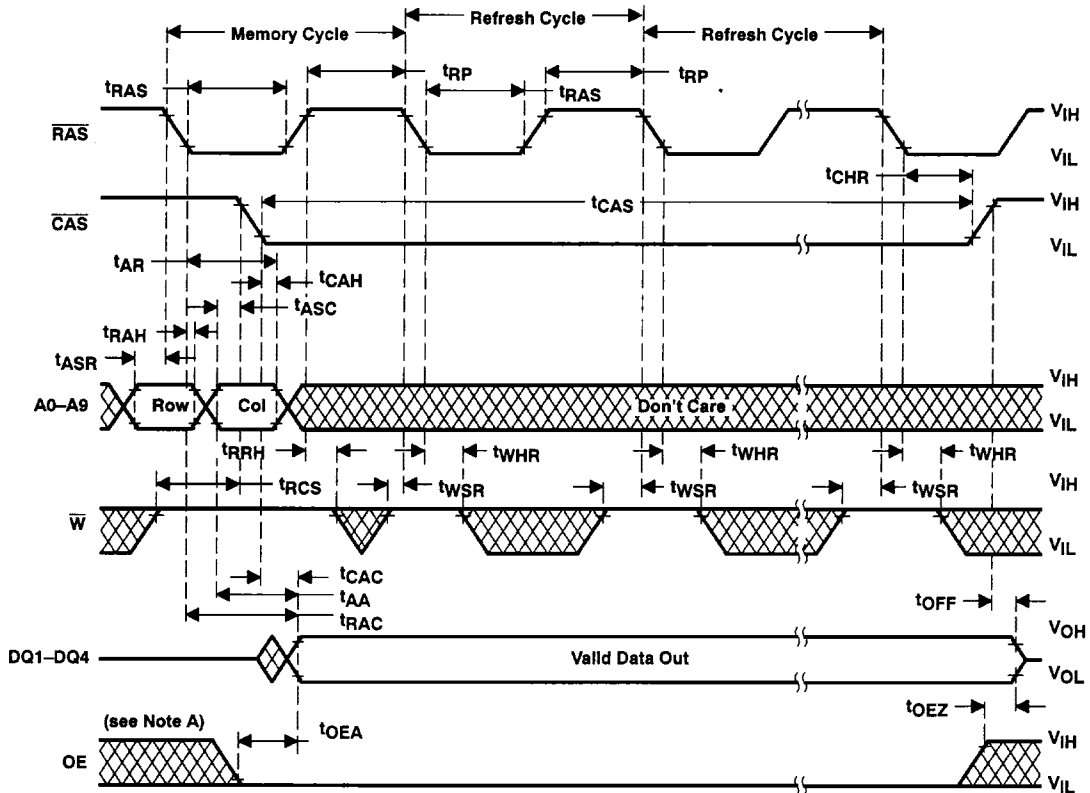 Memory Cycle
Refresh Cycle
Refresh Cycle
tRAS
tRP
tRAS
tRP
RAS
VIH
VIL
tCHR
tCAS
CAS
VIH
VIL
tAR
tCAH
tASC
tRAH
tASR
A0–A9
Row
Col
Don't Care
VIH
VIL
tRRH
tWHR
tWHR
tWHR
tRCS
tWSR
tWSR
tWSR
W
VIH
VIL
tCAC
tAA
tRAC
tOFF
DQ1–DQ4
Valid Data Out
VOH
VOL
(see Note A)
tOEA
tOEZ
OE
VIH
VIL